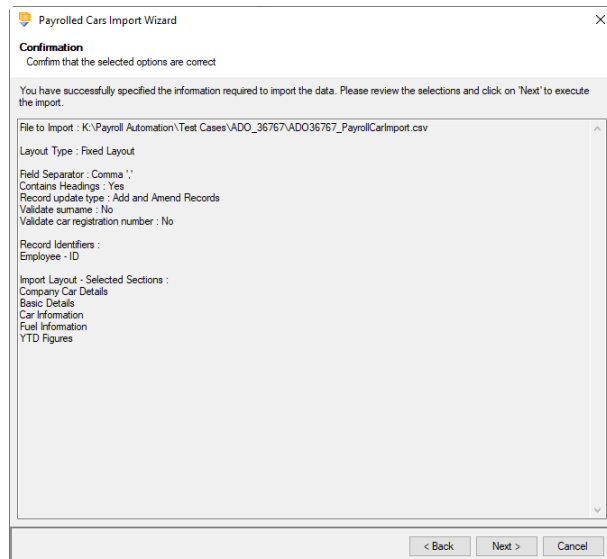 Payrolled Cars Import Wizard
Confirmation
Comfirm that the selected options are correct
You have successfully specified the information required to import the data. Please review the selections and click on 'Next' to execute
the import.
File to Import : K:\Payroll Automation\Test Cases\ADO_36767\ADO36767_PayrollCarImport.csv
Layout Type : Fixed Layout
Field Separator : Comma ','
Contains Headings : Yes
Record update type : Add and Amend Records
Validate surname : No
Validate car registration number : No
Record Identifiers :
Employee - ID
Import Layout - Selected Sections :
Company Car Details
Basic Details
Car Information
Fuel Information
YTD Figures
< Back
Next >
Cancel